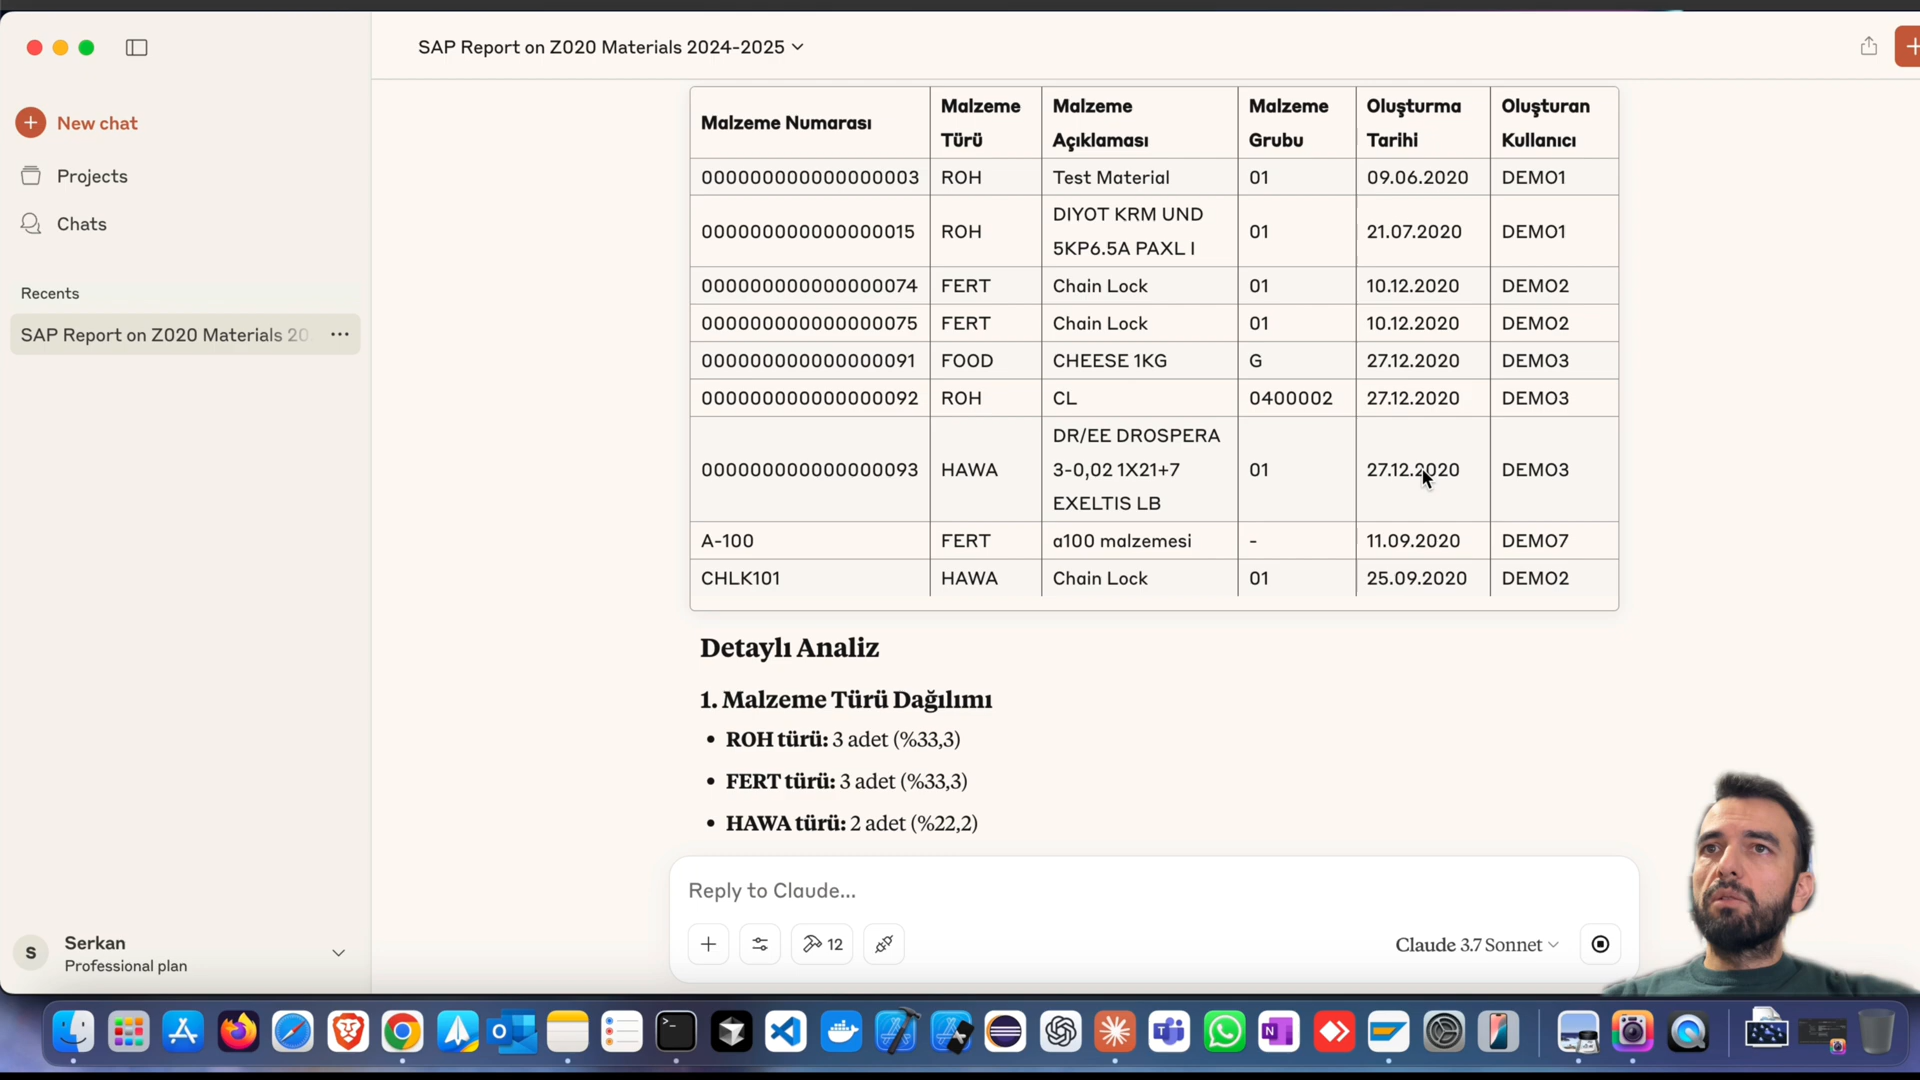 SAP Report on Z020 Materials 2024-2025
New chat
Projects
Chats
Recents
SAP Report on Z020 Materials 20
Malzeme Numarası Malzeme Türü Malzeme Açıklaması Malzeme Grubu Oluşturma Tarihi Oluşturan Kullanıcı
000000000000000003 ROH Test Material 01 09.06.2020 DEMO1
000000000000000015 ROH DIYOT KRM UND 5KP6.5A PAXL I 01 21.07.2020 DEMO1
000000000000000074 FERT Chain Lock 01 10.12.2020 DEMO2
000000000000000075 FERT Chain Lock 01 10.12.2020 DEMO2
000000000000000091 FOOD CHEESE 1KG G 27.12.2020 DEMO3
000000000000000092 ROH CL 0400002 27.12.2020 DEMO3
000000000000000093 HAWA DR/EE DROSPERA 3-0,02 1X21+7 EXELTIS LB 01 27.12.2020 DEMO3
A-100 FERT a100 malzemesi - 11.09.2020 DEMO7
CHLK101 HAWA Chain Lock 01 25.09.2020 DEMO2
Detaylı Analiz
1. Malzeme Türü Dağılımı
• ROH türü: 3 adet (%33,3)
• FERT türü: 3 adet (%33,3)
• HAWA türü: 2 adet (%22,2)
Reply to Claude...
12
Claude 3.7 Sonnet
S
Serkan
Professional plan